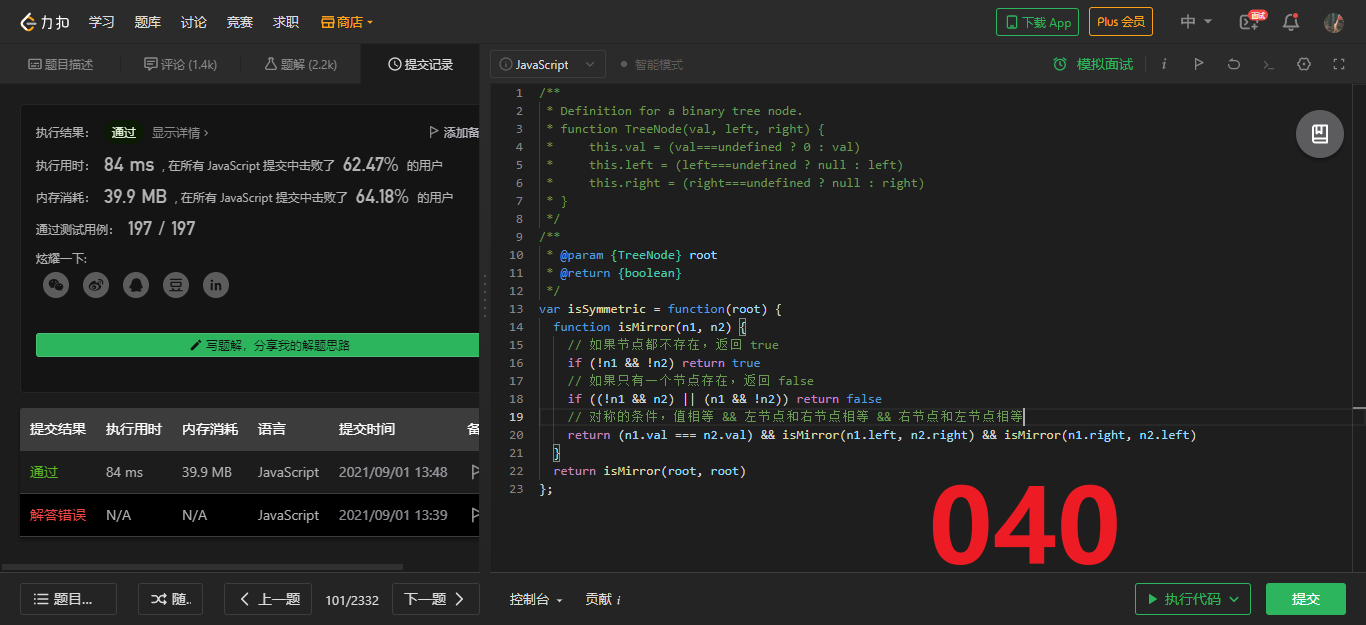 力扣 学习 题库 讨论 竞赛 求职 商店 下载 App Plus 会员 中 面试
题目描述 评论 (1.4k) 题解 (2.2k) 提交记录
执行结果： 通过 显示详情 › 添加备
执行用时： 84 ms , 在所有 JavaScript 提交中击败了 62.47% 的用户
内存消耗： 39.9 MB , 在所有 JavaScript 提交中击败了 64.18% 的用户
通过测试用例： 197 / 197
炫耀一下:
豆 in
写题解，分享我的解题思路
提交结果 执行用时 内存消耗 语言 提交时间 备
通过 84 ms 39.9 MB JavaScript 2021/09/01 13:48
解答错误 N/A N/A JavaScript 2021/09/01 13:39
JavaScript 智能模式 模拟面试 i
1 /**
2 * Definition for a binary tree node.
3 * function TreeNode(val, left, right) {
4 *     this.val = (val===undefined ? 0 : val)
5 *     this.left = (left===undefined ? null : left)
6 *     this.right = (right===undefined ? null : right)
7 * }
8 */
9 /**
10 * @param {TreeNode} root
11 * @return {boolean}
12 */
13 var isSymmetric = function(root) {
14   function isMirror(n1, n2) {
15     // 如果节点都不存在，返回 true
16     if (!n1 && !n2) return true
17     // 如果只有一个节点存在，返回 false
18     if ((!n1 && n2) || (n1 && !n2)) return false
19     // 对称的条件，值相等 && 左节点和右节点相等 && 右节点和左节点相等
20     return (n1.val === n2.val) && isMirror(n1.left, n2.right) && isMirror(n1.right, n2.left)
21   }
22   return isMirror(root, root)
23 };
040
题目... 随. 上一题 101/2332 下一题 控制台 贡献 i 执行代码 提交